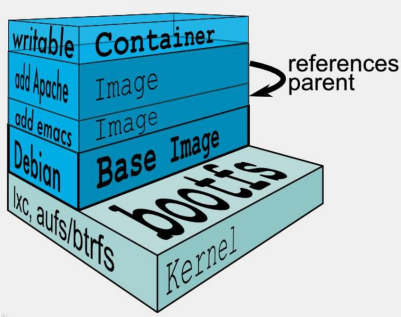 writable Container
add Apache Image
references
parent
add emacs Image
Debian Base Image
lxc, aufs/btrfs
bootfs
Kernel